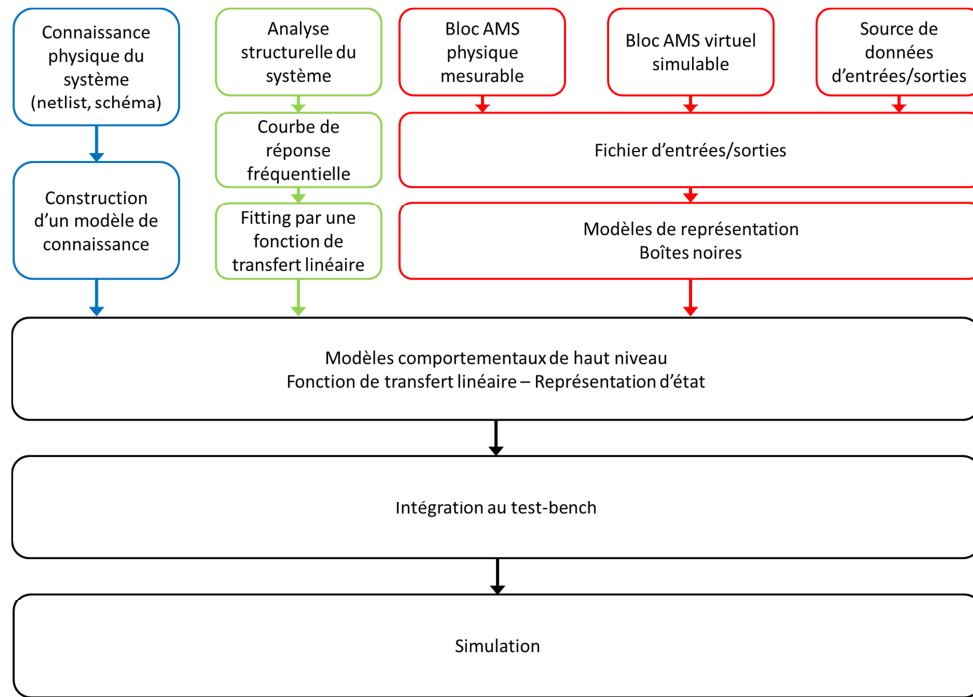 Connaissance
physique du
système
(netlist, schéma)
Analyse
structurelle du
système
Bloc AMS
physique
mesurable
Bloc AMS virtuel
simulable
Source de
données
d'entrées/sorties
Courbe de
réponse
fréquentielle
Fichier d'entrées/sorties
Construction
d'un modèle de
connaissance
Fitting par une
fonction de
transfert linéaire
Modèles de représentation
Boîtes noires
Modèles comportementaux de haut niveau
Fonction de transfert linéaire – Représentation d'état
Intégration au test-bench
Simulation